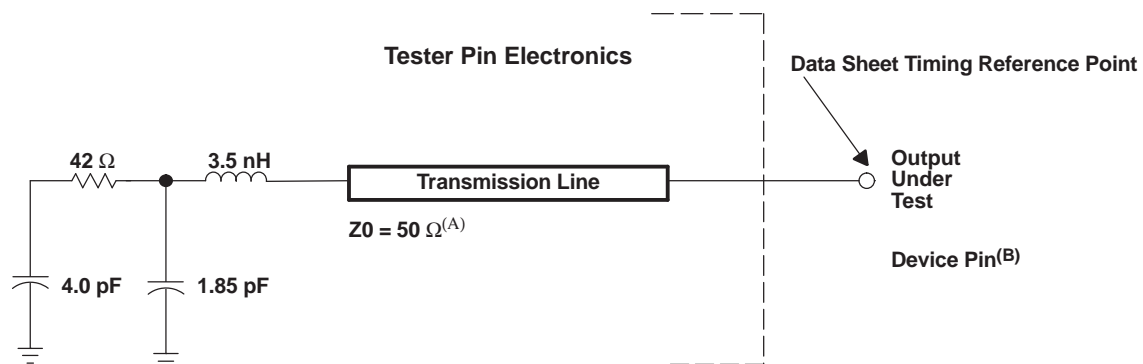 Tester Pin Electronics
Data Sheet Timing Reference Point
42 Ω
3.5 nH
Transmission Line
Output
Under
Test
Z0 = 50 Ω(A)
Device Pin(B)
4.0 pF
1.85 pF